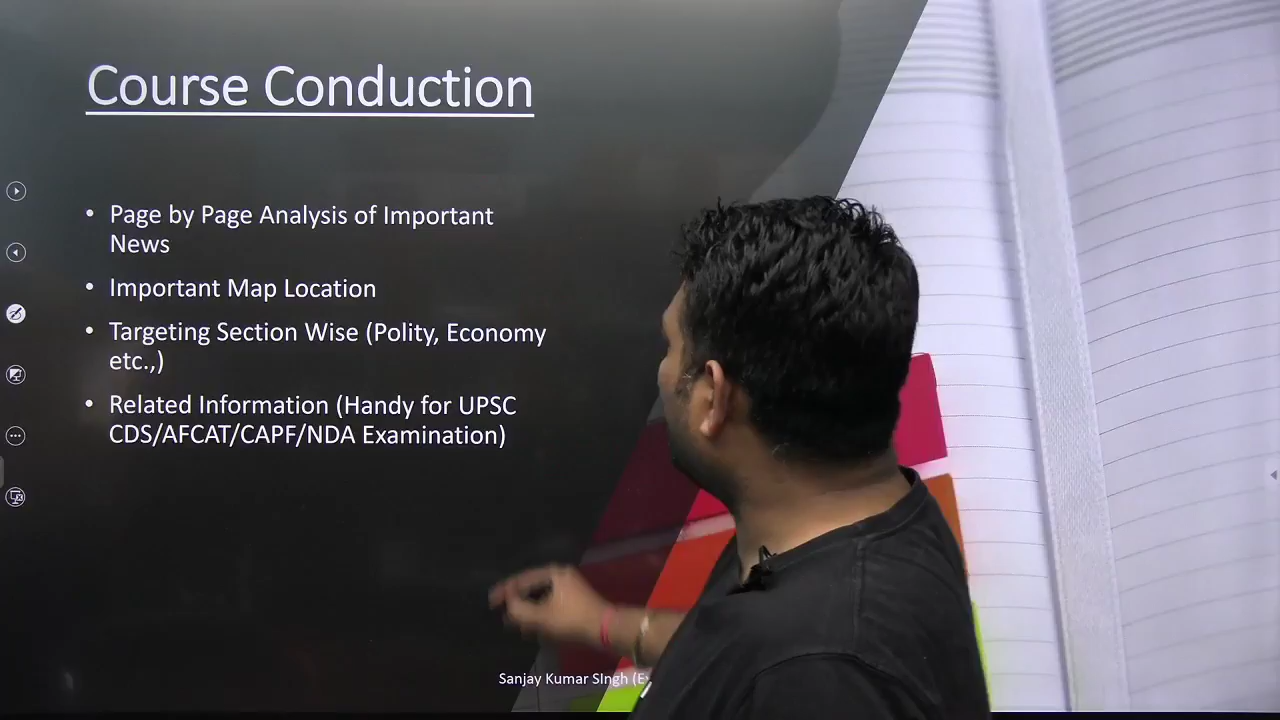 Course Conduction
• Page by Page Analysis of Important
News
• Important Map Location
• Targeting Section Wise (Polity, Economy
etc.,)
• Related Information (Handy for UPSC
CDS/AFCAT/CAPF/NDA Examination)
Sanjay Kumar SIngh